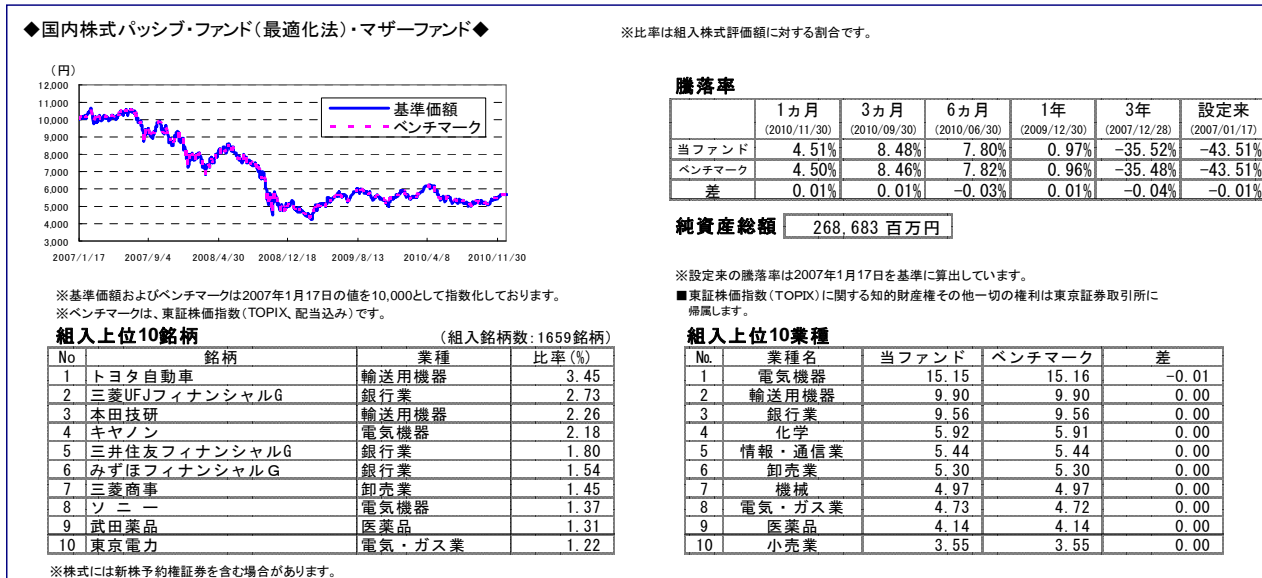 ◆国内株式パッシブ・ファンド(最適化法)・マザーファンド◆
※比率は組入株式評価額に対する割合です。
(円)
12,000
11,000
10,000
9,000
8,000
7,000
6,000
5,000
4,000
3,000
基準価額
ベンチマーク
2007/1/17 2007/9/4 2008/4/30 2008/12/18 2009/8/13 2010/4/8 2010/11/30
※基準価額およびベンチマークは2007年1月17日の値を10,000として指数化しております。
※ベンチマークは、東証株価指数(TOPIX、配当込み)です。
騰落率
1ヵ月 3ヵ月 6ヵ月 1年 3年 設定来
(2010/11/30) (2010/09/30) (2010/06/30) (2009/12/30) (2007/12/28) (2007/01/17)
当ファンド 4.51% 8.48% 7.80% 0.97% -35.52% -43.51%
ベンチマーク 4.50% 8.46% 7.82% 0.96% -35.48% -43.51%
差 0.01% 0.01% -0.03% 0.01% -0.04% -0.01%
純資産総額 268,683 百万円
※設定来の騰落率は2007年1月17日を基準に算出しています。
■東証株価指数(TOPIX)に関する知的財産権その他一切の権利は東京証券取引所に
帰属します。
組入上位10銘柄 (組入銘柄数:1659銘柄)
No 銘柄 業種 比率(%)
1 トヨタ自動車 輸送用機器 3.45
2 三菱UFJフィナンシャルG 銀行業 2.73
3 本田技研 輸送用機器 2.26
4 キヤノン 電気機器 2.18
5 三井住友フィナンシャルG 銀行業 1.80
6 みずほフィナンシャルG 銀行業 1.54
7 三菱商事 卸売業 1.45
8 ソニー 電気機器 1.37
9 武田薬品 医薬品 1.31
10 東京電力 電気・ガス業 1.22
※株式には新株予約権証券を含む場合があります。
組入上位10業種
No. 業種名 当ファンド ベンチマーク 差
1 電気機器 15.15 15.16 -0.01
2 輸送用機器 9.90 9.90 0.00
3 銀行業 9.56 9.56 0.00
4 化学 5.92 5.91 0.00
5 情報・通信業 5.44 5.44 0.00
6 卸売業 5.30 5.30 0.00
7 機械 4.97 4.97 0.00
8 電気・ガス業 4.73 4.72 0.00
9 医薬品 4.14 4.14 0.00
10 小売業 3.55 3.55 0.00